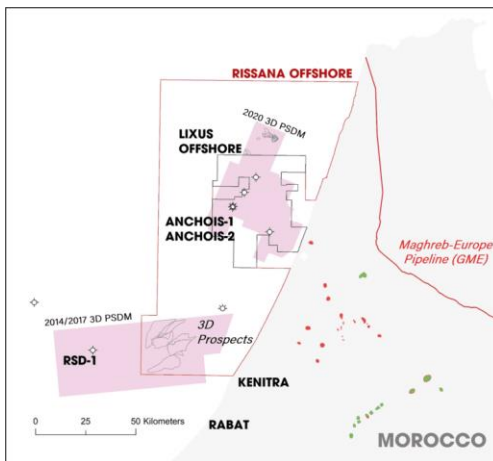 RISSANA OFFSHORE
2020 3D PSDM
LIXUS
OFFSHORE
ANCHOIS-1
ANCHOIS-2
Maghreb-Europe
Pipeline (GME)
2014/2017 3D PSDM
3D
Prospects
RSD-1
KENITRA
0 25 50 Kilometers
RABAT
MOROCCO